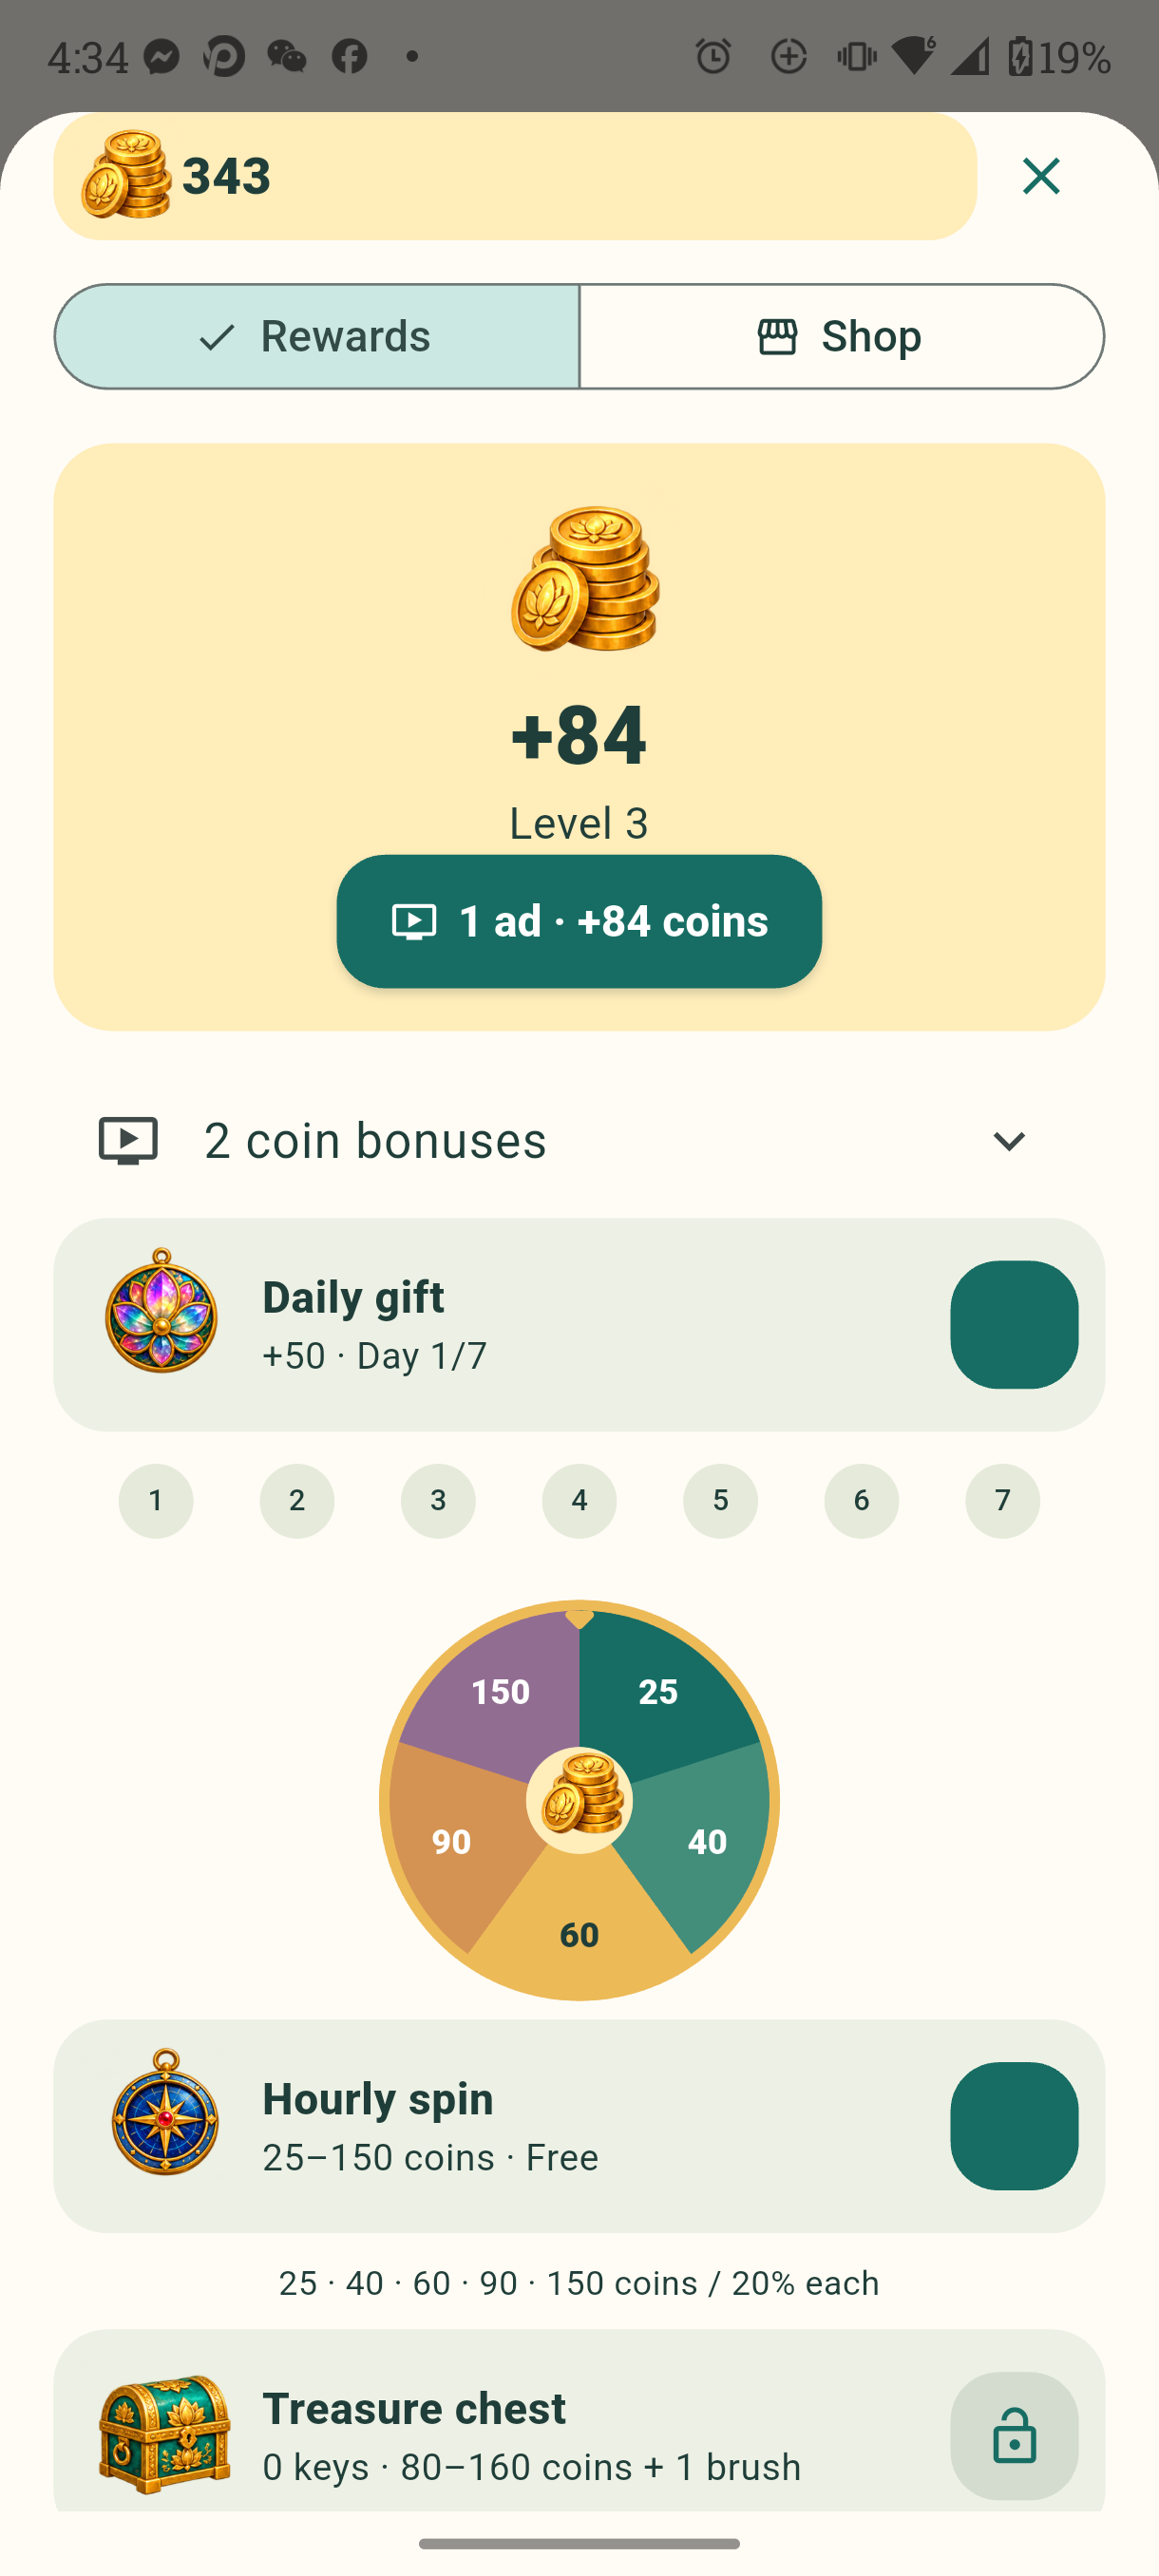 4:34
19%
343
Rewards
Shop
+84
Level 3
1 ad · +84 coins
2 coin bonuses
Daily gift
+50 · Day 1/7
1 2 3 4 5 6 7
150 25
90 40
60
Hourly spin
25–150 coins · Free
25 · 40 · 60 · 90 · 150 coins / 20% each
Treasure chest
0 keys · 80–160 coins + 1 brush